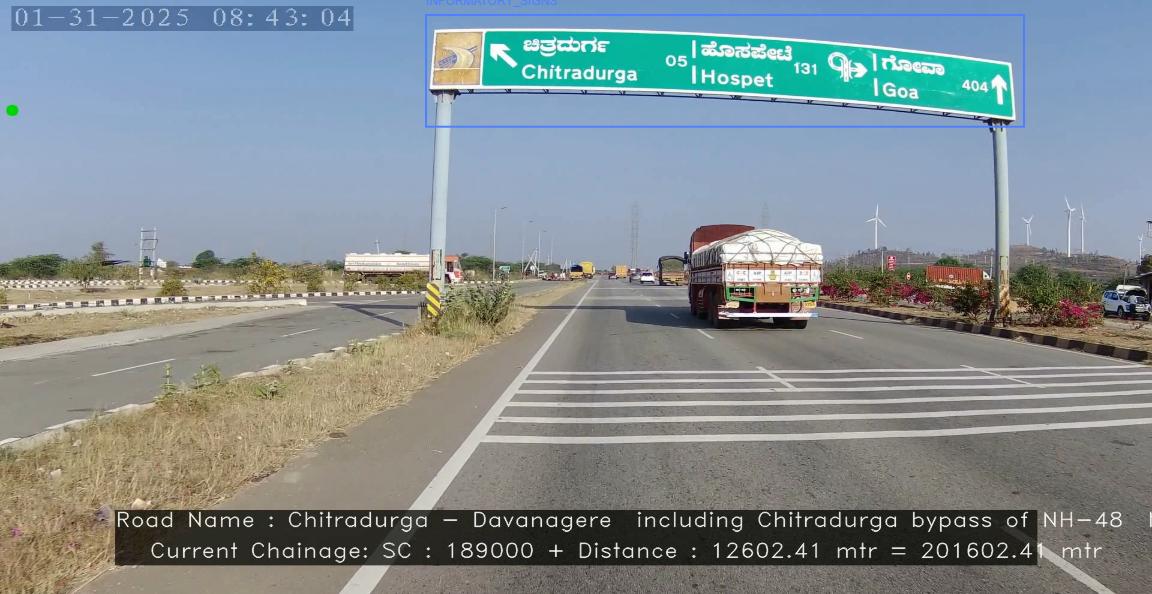 INFORMATORY_SIGNS
01-31-2025 08:43:04
ಚಿತ್ರದುರ್ಗ
Chitradurga
05
ಹೊಸಪೇಟೆ
Hospet
131
ಗೋವಾ
Goa
404
Road Name : Chitradurga - Davanagere including Chitradurga bypass of NH-48
Current Chainage: SC : 189000 + Distance : 12602.41 mtr = 201602.41 mtr